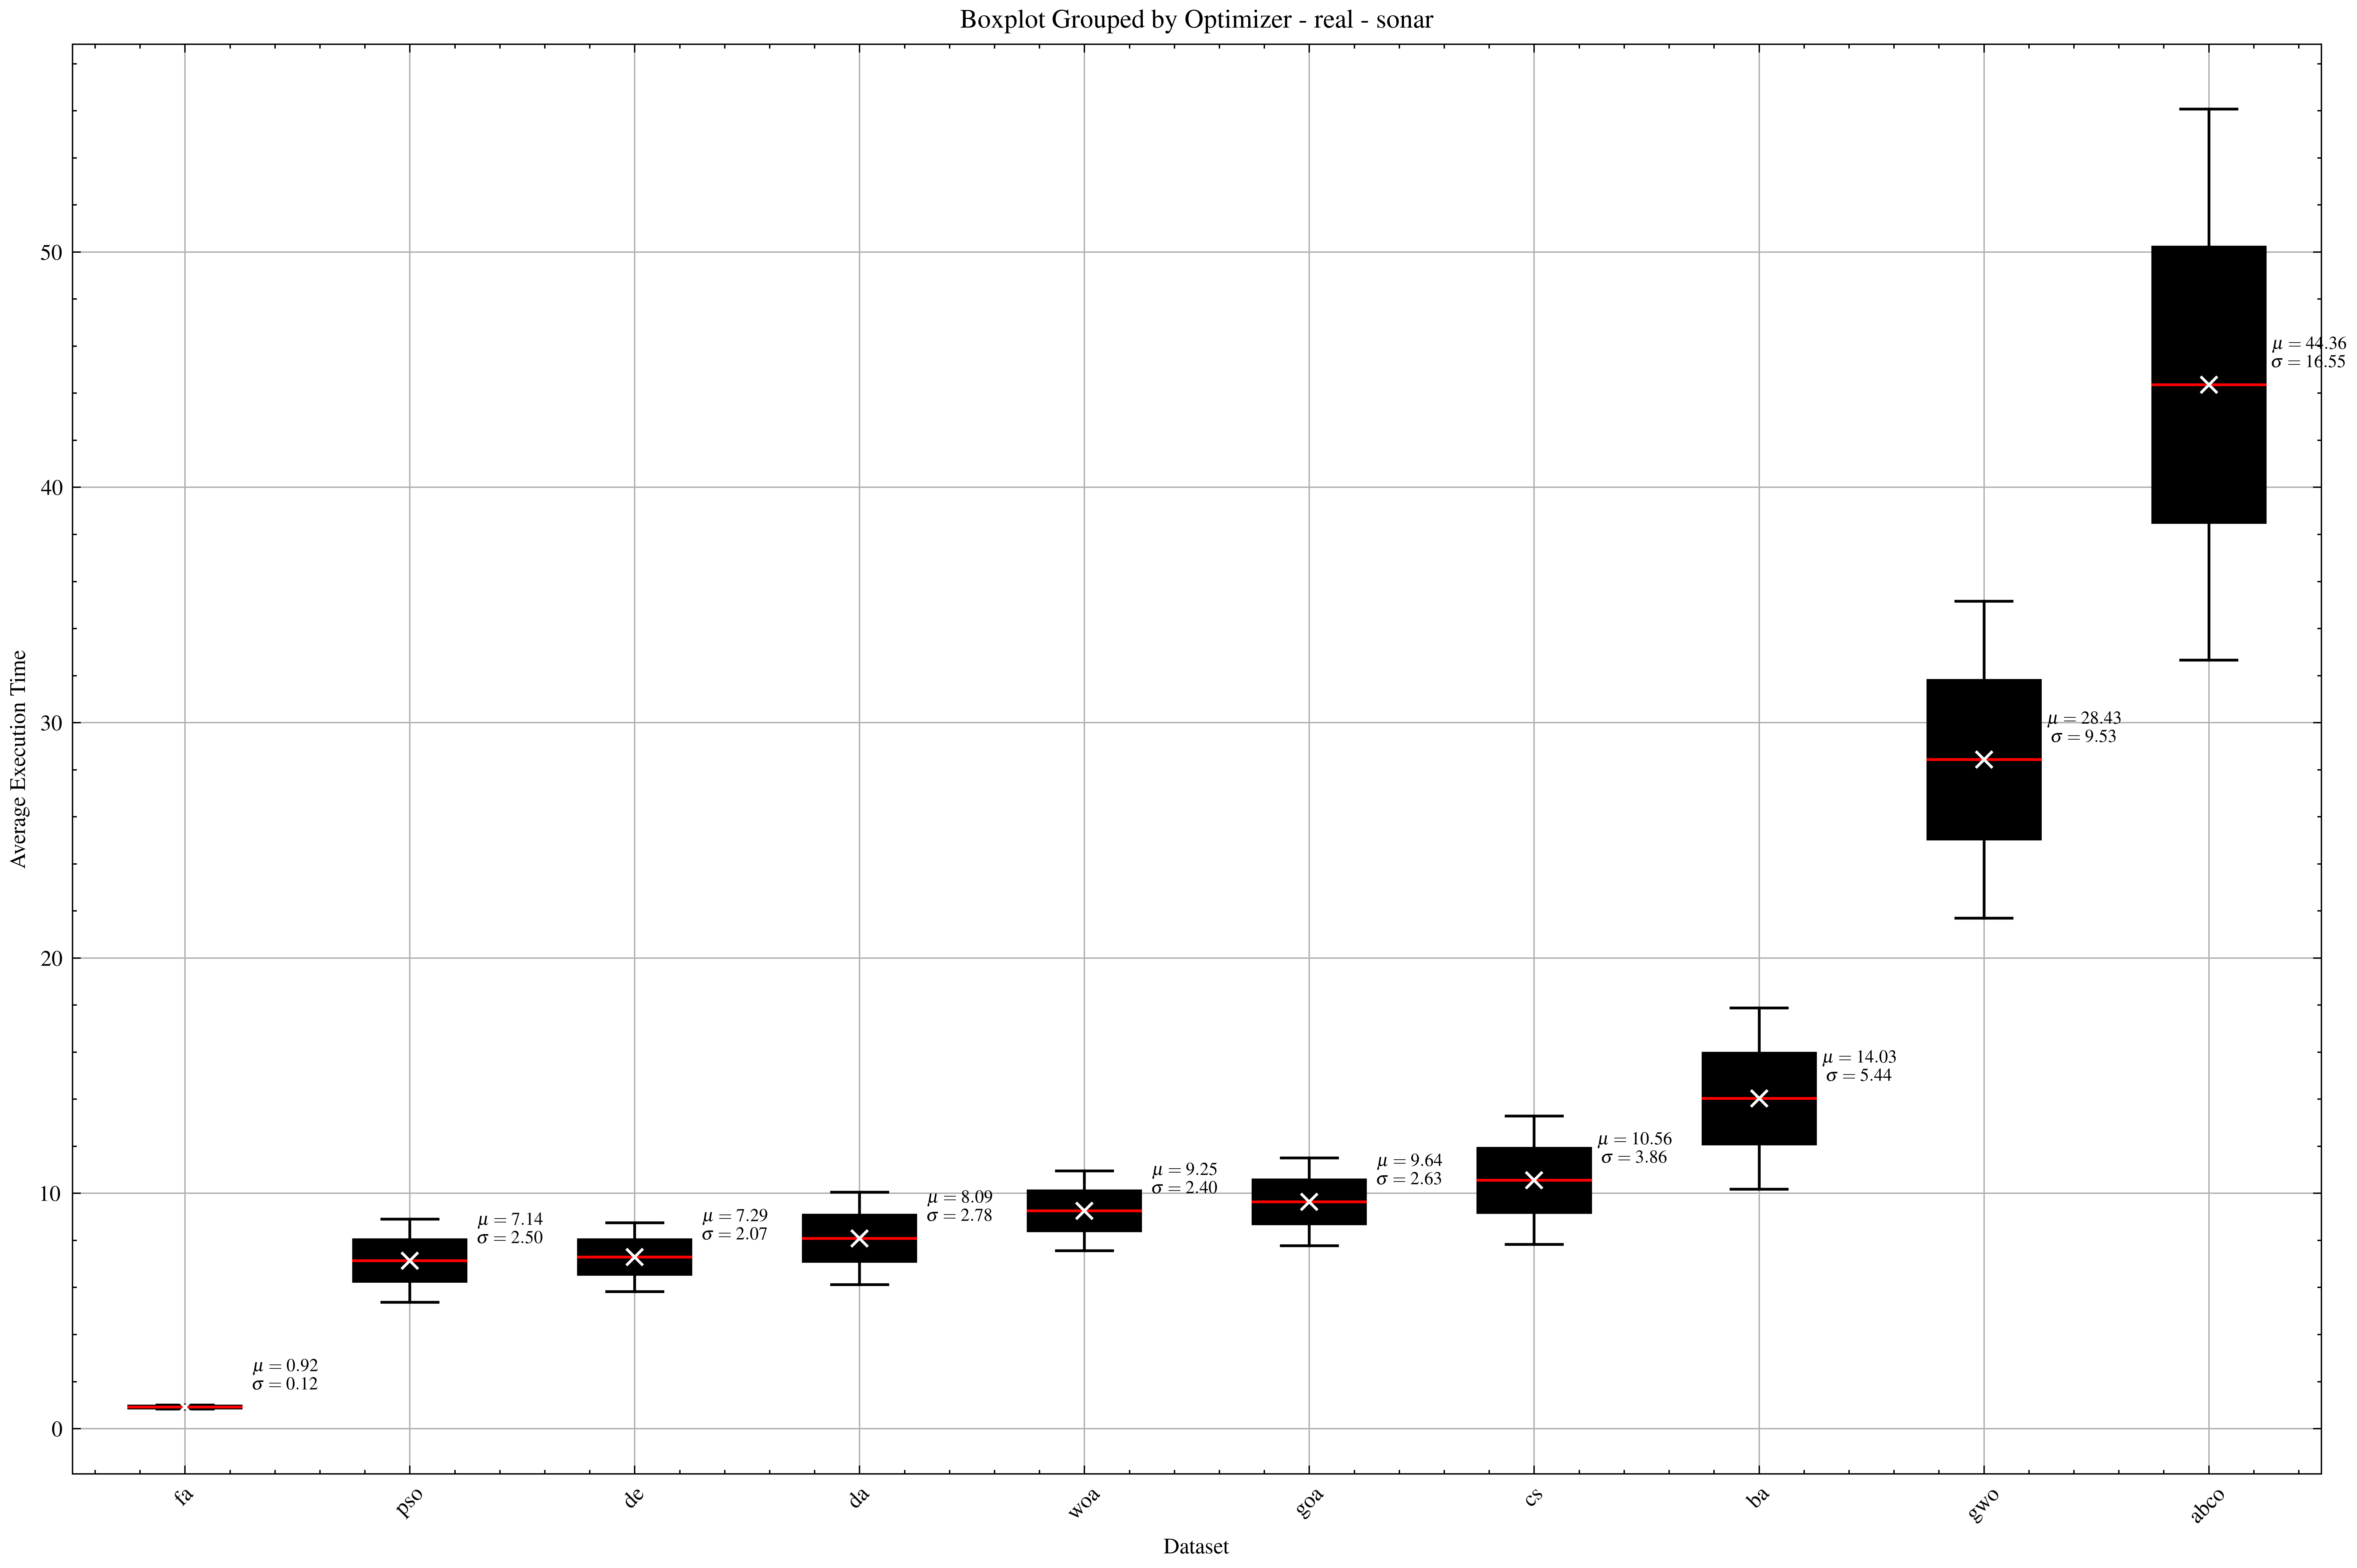 Boxplot Grouped by Optimizer - real - sonar
Average Execution Time
50
40
30
20
10
0
μ = 0.92
σ = 0.12
μ = 7.14
σ = 2.50
μ = 7.29
σ = 2.07
μ = 8.09
σ = 2.78
μ = 9.25
σ = 2.40
μ = 9.64
σ = 2.63
μ = 10.56
σ = 3.86
μ = 14.03
σ = 5.44
μ = 28.43
σ = 9.53
μ = 44.36
σ = 16.55
fa
pso
de
da
woa
goa
cs
ba
gwo
abco
Dataset